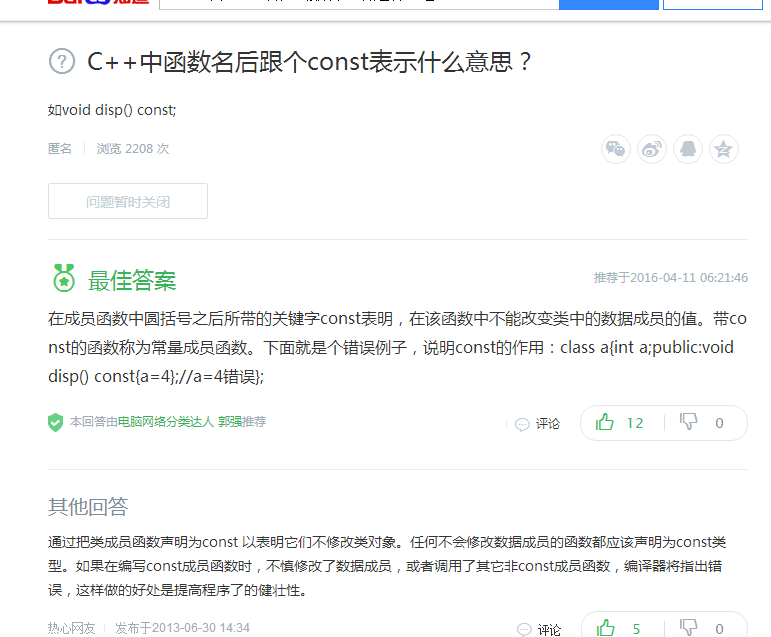 C++中函数名后跟个const表示什么意思？
如void disp() const;
匿名 浏览 2208 次
问题暂时关闭
最佳答案 推荐于2016-04-11 06:21:46
在成员函数中圆括号之后所带的关键字const表明，在该函数中不能改变类中的数据成员的值。带co
nst的函数称为常量成员函数。下面就是个错误例子，说明const的作用：class a{int a;public:void
disp() const{a=4};//a=4错误};
本回答由电脑网络分类达人 郭强推荐 评论 12 0
其他回答
通过把类成员函数声明为const 以表明它们不修改类对象。任何不会修改数据成员的函数都应该声明为const类
型。如果在编写const成员函数时，不慎修改了数据成员，或者调用了其它非const成员函数，编译器将指出错
误，这样做的好处是提高程序了的健壮性。
热心网友 发布于2013-06-30 14:34 评论 5 0